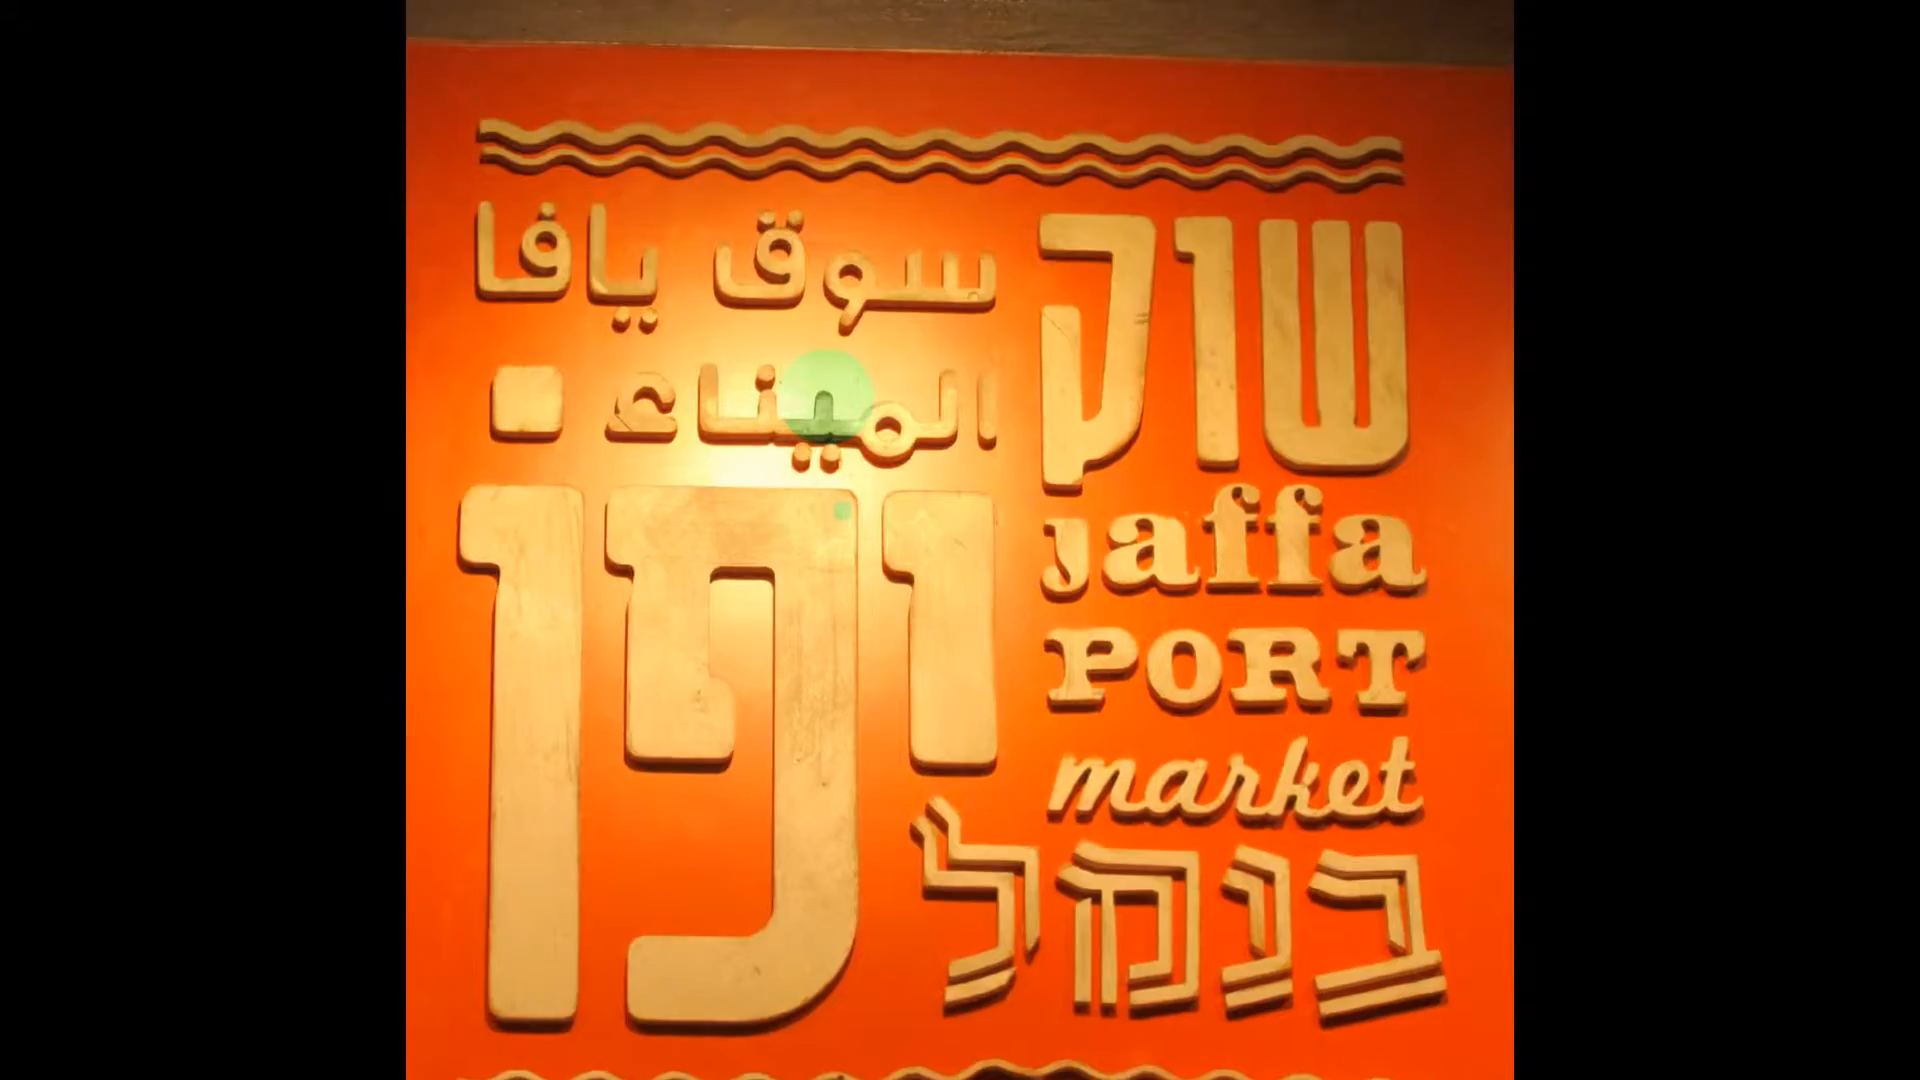 שוק
سوق يافا
الميناء
יפו
jaffa
PORT
market
בנמל